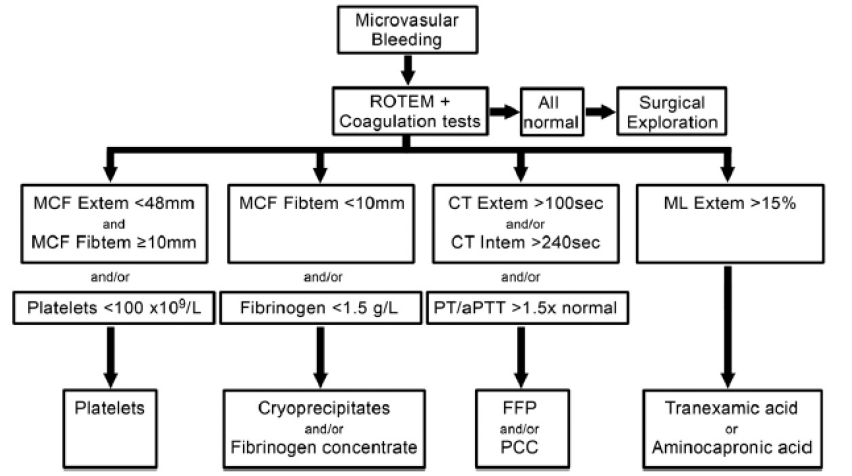 Microvasular
Bleeding
ROTEM +
Coagulation tests
All
normal
Surgical
Exploration
MCF Extem <48mm
and
MCF Fibtem ≥10mm
MCF Fibtem <10mm
CT Extem >100sec
and/or
CT Intem >240sec
ML Extem >15%
and/or
and/or
and/or
Platelets <100 x10⁹/L
Fibrinogen <1.5 g/L
PT/aPTT >1.5x normal
Platelets
Cryoprecipitates
and/or
Fibrinogen concentrate
FFP
and/or
PCC
Tranexamic acid
or
Aminocapronic acid